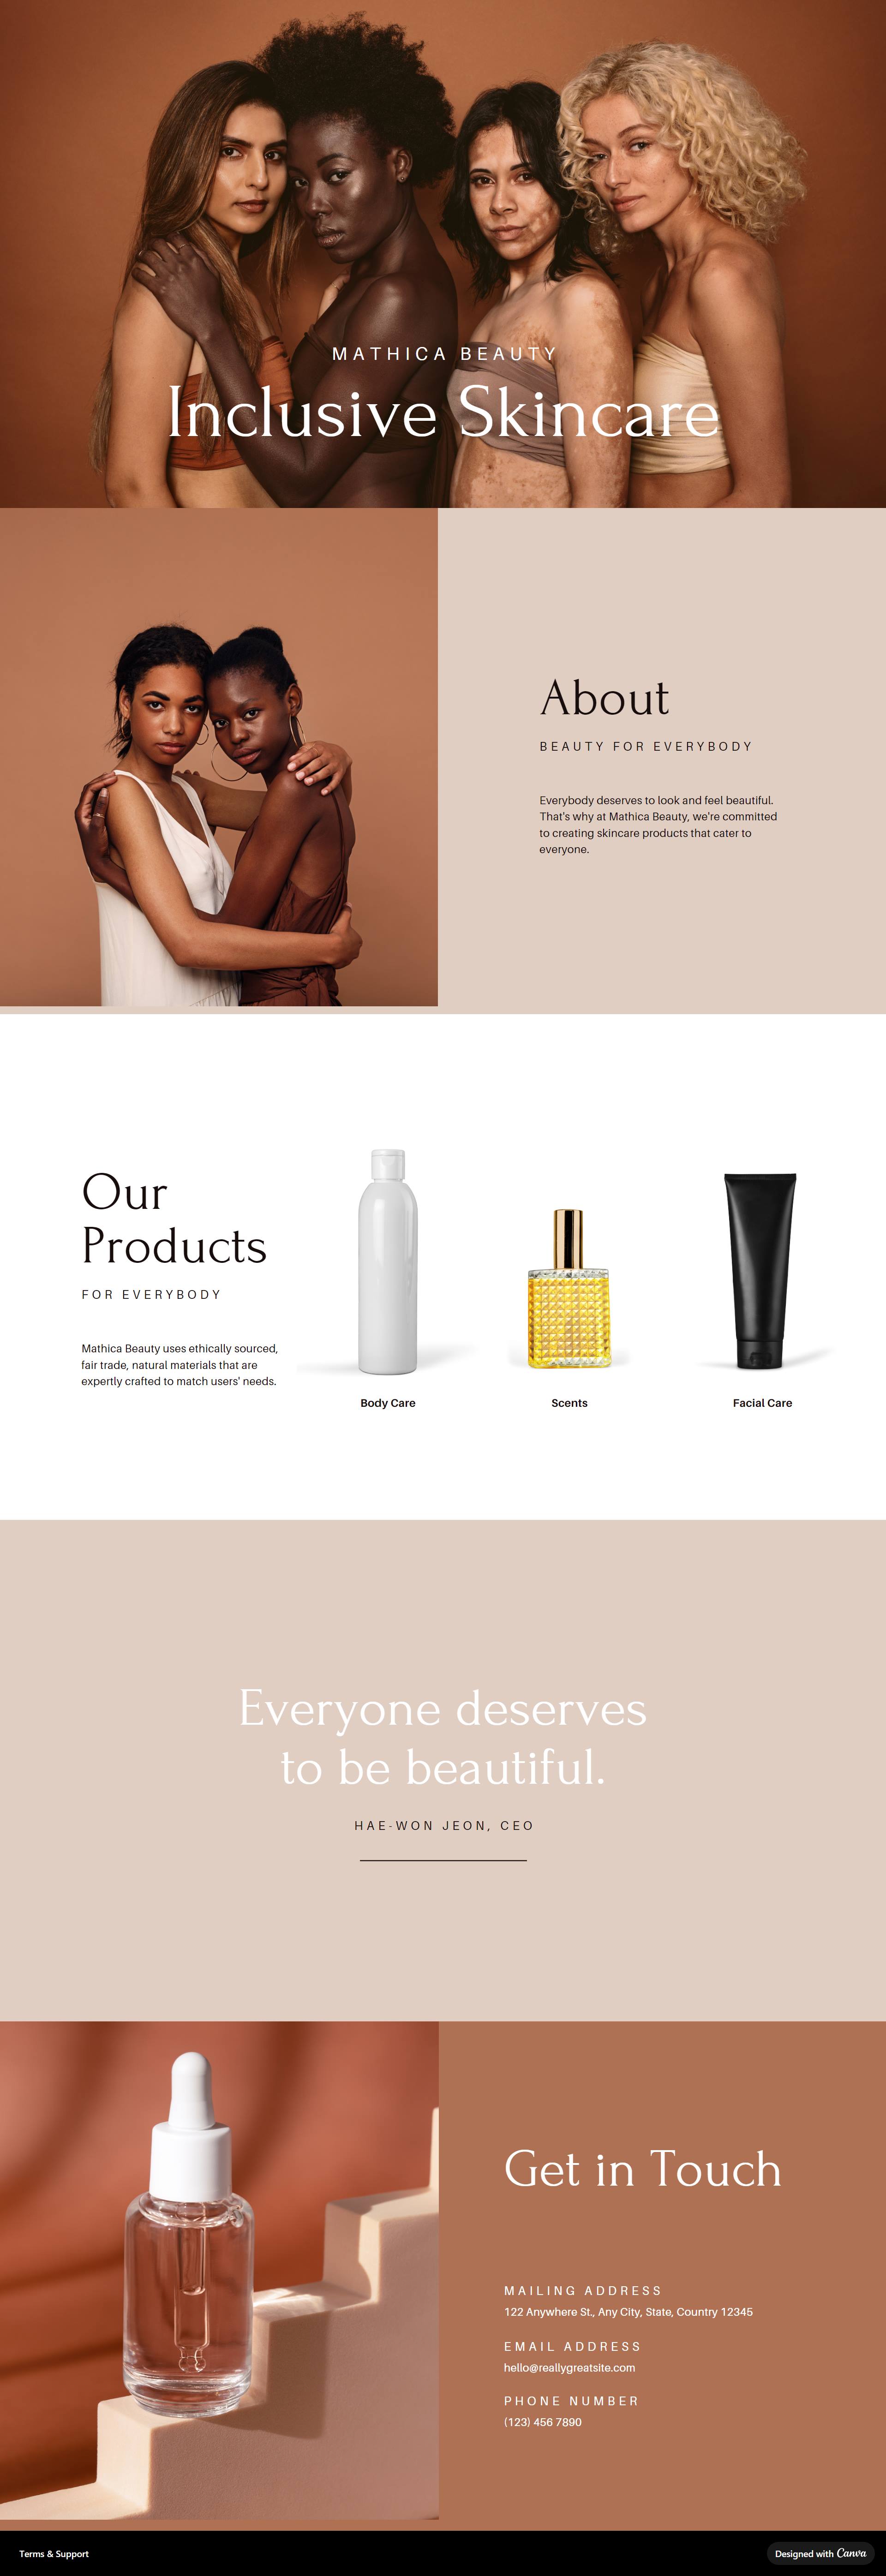 MATHICA BEAUTY
Inclusive Skincare
About
BEAUTY FOR EVERYBODY
Everybody deserves to look and feel beautiful.
That's why at Mathica Beauty, we're committed
to creating skincare products that cater to
everyone.
Our
Products
FOR EVERYBODY
Mathica Beauty uses ethically sourced,
fair trade, natural materials that are
expertly crafted to match users' needs.
Body Care
Scents
Facial Care
Everyone deserves
to be beautiful.
HAE-WON JEON, CEO
Get in Touch
MAILING ADDRESS
122 Anywhere St., Any City, State, Country 12345
EMAIL ADDRESS
hello@reallygreatsite.com
PHONE NUMBER
(123) 456 7890
Terms & Support
Designed with Canva